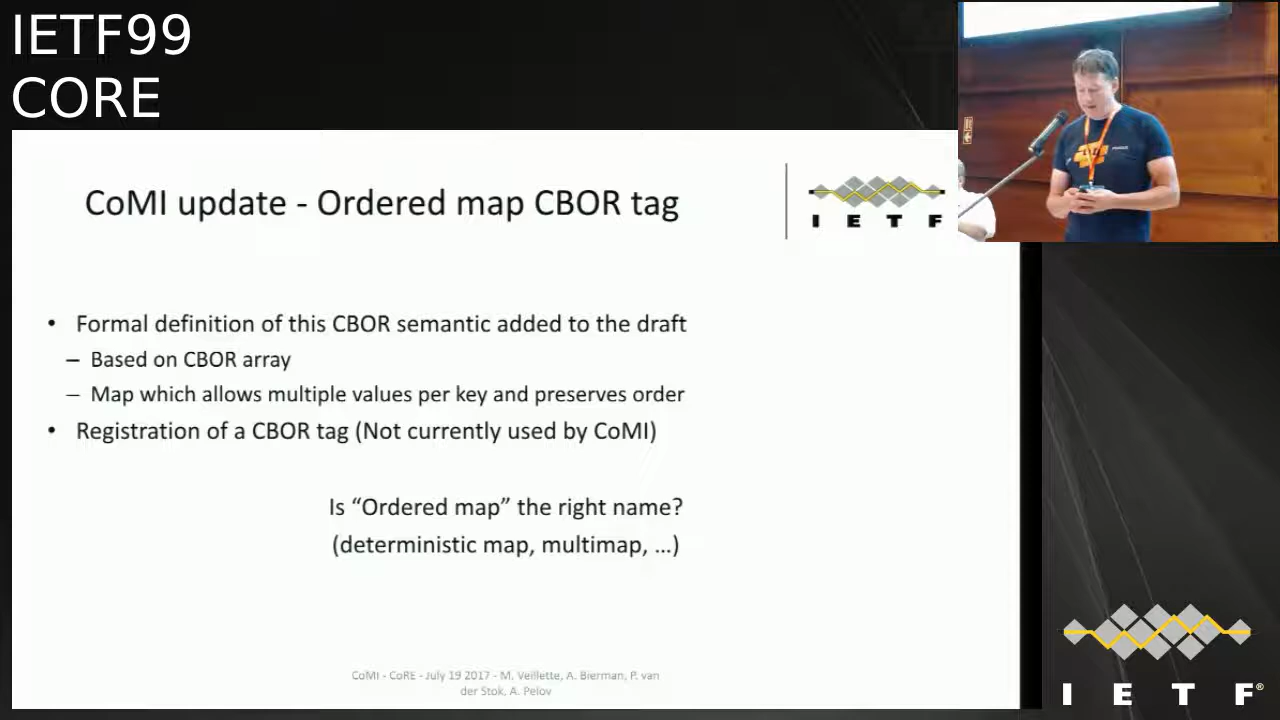 IETF99
CORE
CoMI update - Ordered map CBOR tag
I E T F
• Formal definition of this CBOR semantic added to the draft
– Based on CBOR array
– Map which allows multiple values per key and preserves order
• Registration of a CBOR tag (Not currently used by CoMI)
Is “Ordered map” the right name?
(deterministic map, multimap, …)
CoMI - CoRE - July 19 2017 - M. Veillette, A. Bierman, P. van
der Stok, A. Pelov
I E T F®